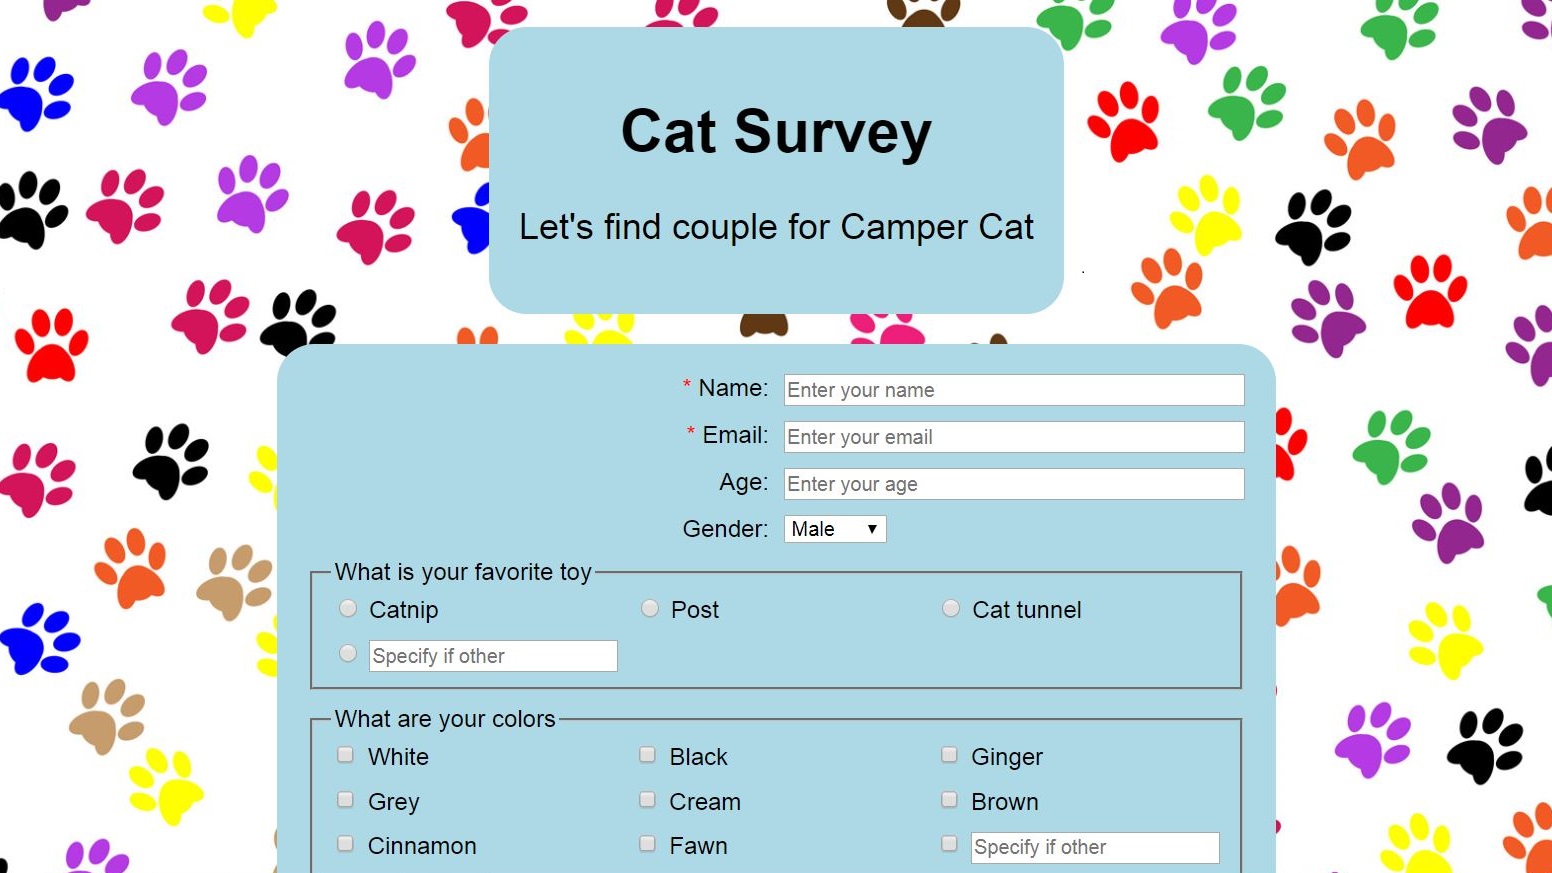 Cat Survey
Let's find couple for Camper Cat
* Name: Enter your name
* Email: Enter your email
Age: Enter your age
Gender: Male
What is your favorite toy
Catnip Post Cat tunnel
Specify if other
What are your colors
White Black Ginger
Grey Cream Brown
Cinnamon Fawn Specify if other